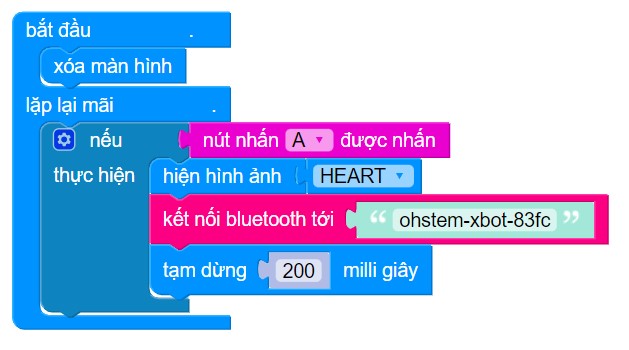 bắt đầu .
xóa màn hình
lặp lại mãi .
nếu nút nhấn A được nhấn
thực hiện hiện hình ảnh HEART
kết nối bluetooth tới “ ohstem-xbot-83fc ”
tạm dừng 200 milli giây